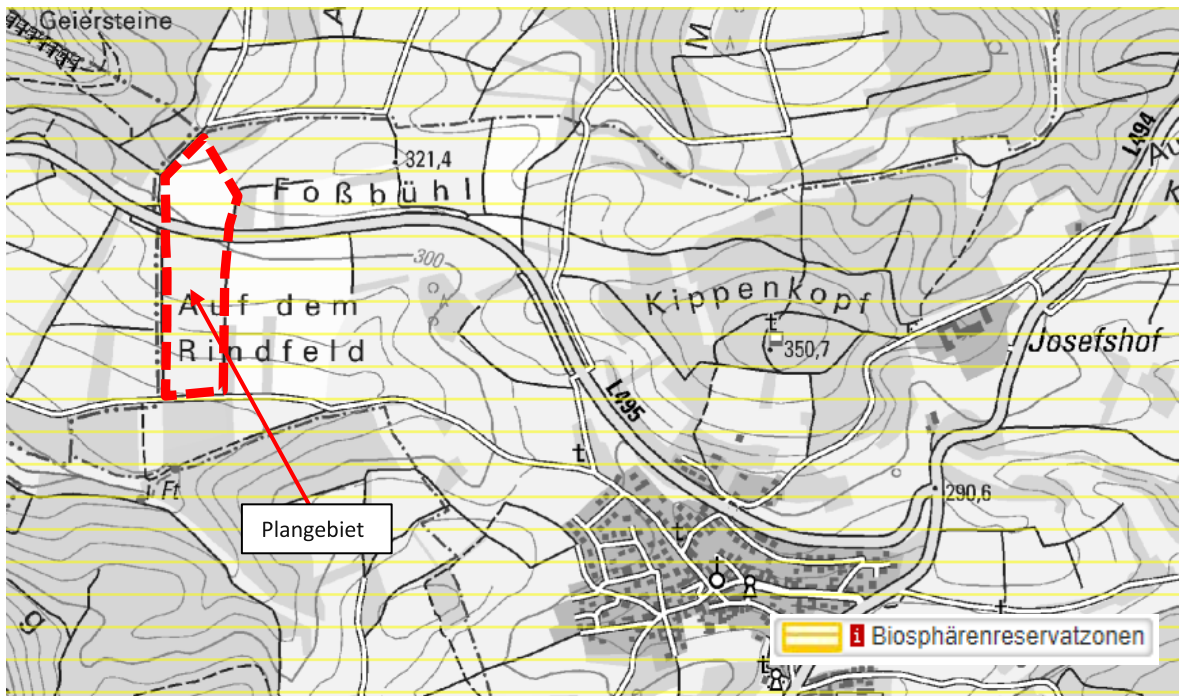 Geiersteine
A
M
d
L494
Au
K
321,4
Foßbühl
300
Auf dem
Rindfeld
Kippenkopf
350,7
Josefshof
L495
Ft
290,6
Plangebiet
g
i Biosphärenreservatzonen